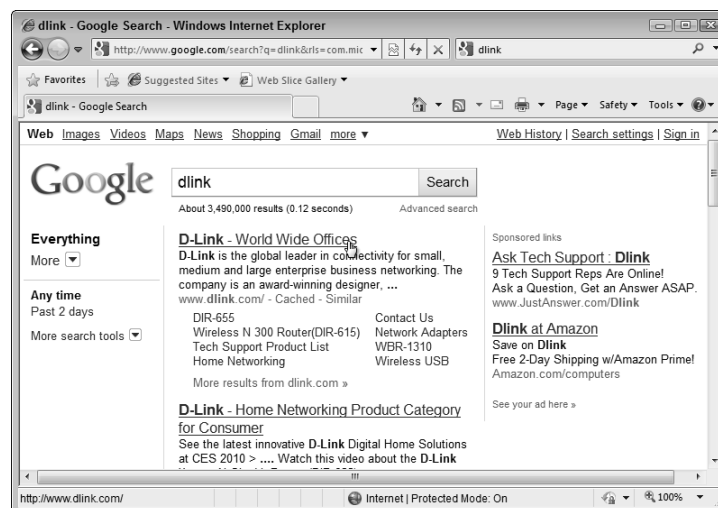 dlink - Google Search - Windows Internet Explorer
http://www.google.com/search?q=dlink&rls=com.mic
dlink
Favorites Suggested Sites Web Slice Gallery
dlink - Google Search
Page Safety Tools
Web Images Videos Maps News Shopping Gmail more Web History | Search settings | Sign in
Google
dlink Search
About 3,490,000 results (0.12 seconds) Advanced search
Everything
More
Any time
Past 2 days
More search tools
D-Link - World Wide Offices
D-Link is the global leader in connectivity for small,
medium and large enterprise business networking. The
company is an award-winning designer, ...
www.dlink.com/ - Cached - Similar
DIR-655 Contact Us
Wireless N 300 Router(DIR-615) Network Adapters
Tech Support Product List WBR-1310
Home Networking Wireless USB
More results from dlink.com »
D-Link - Home Networking Product Category
for Consumer
See the latest innovative D-Link Digital Home Solutions
at CES 2010 > .... Watch this video about the D-Link
Sponsored links
Ask Tech Support : Dlink
9 Tech Support Reps Are Online!
Ask a Question, Get an Answer ASAP.
www.JustAnswer.com/Dlink
Dlink at Amazon
Save on Dlink
Free 2-Day Shipping w/Amazon Prime!
Amazon.com/computers
See your ad here »
http://www.dlink.com/ Internet | Protected Mode: On 100%